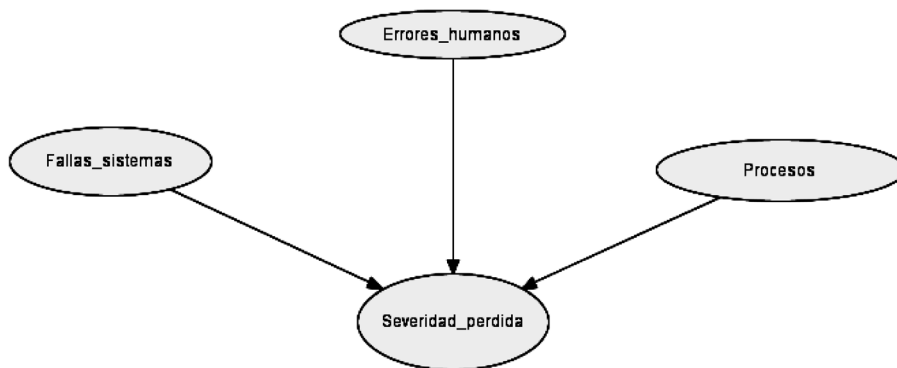 Errores_humanos
Fallas_sistemas
Procesos
Severidad_perdida